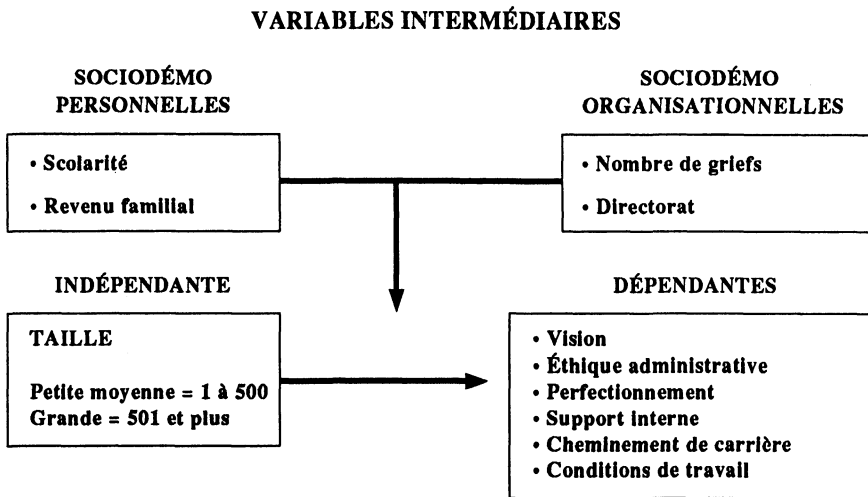 VARIABLES INTERMÉDIAIRES
SOCIODÉMO
PERSONNELLES
• Scolarité
• Revenu familial
SOCIODÉMO
ORGANISATIONNELLES
• Nombre de griefs
• Directorat
INDÉPENDANTE
TAILLE
Petite moyenne = 1 à 500
Grande = 501 et plus
DÉPENDANTES
• Vision
• Éthique administrative
• Perfectionnement
• Support interne
• Cheminement de carrière
• Conditions de travail